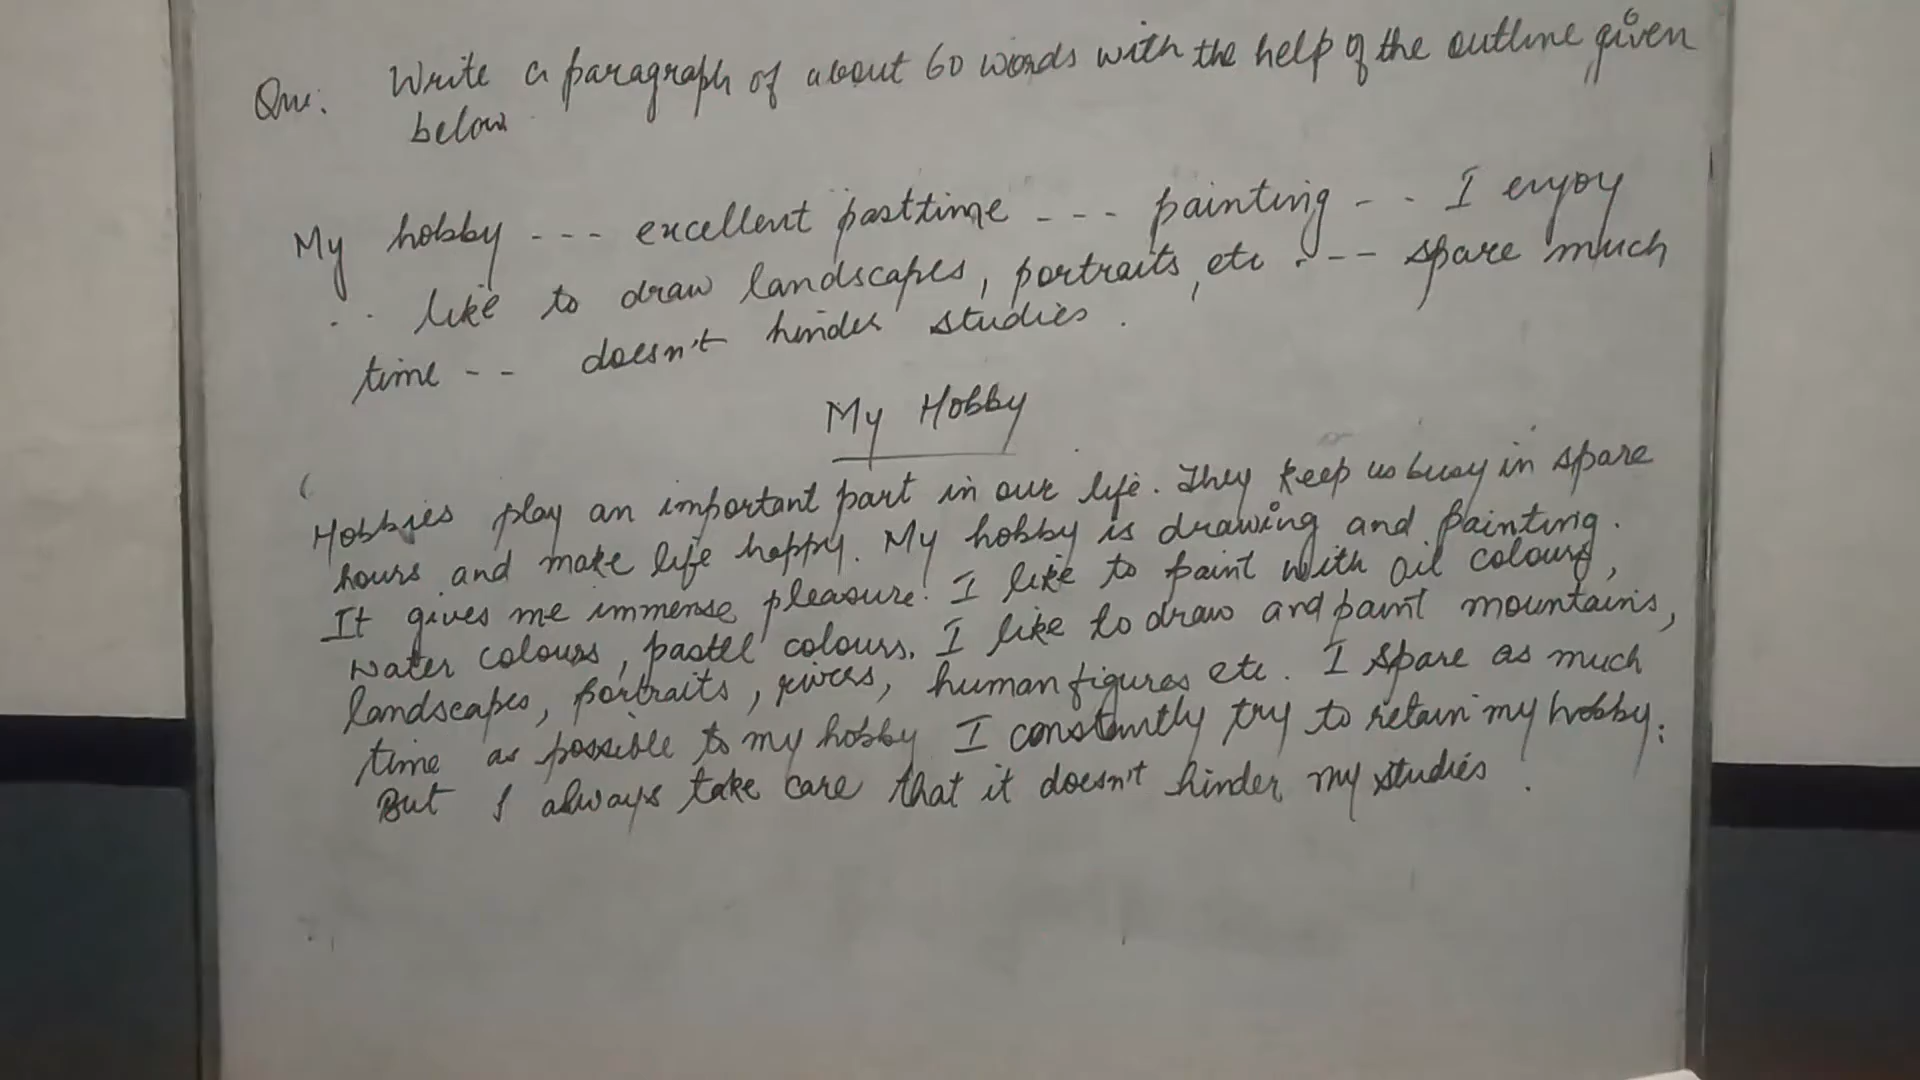 Que. Write a paragraph of about 60 words with the help of the outline given
below
My hobby --- excellent pasttime --- painting -- I enjoy
.. like to draw landscapes, portraits, etc --- spare much
time -- doesn't hinder studies.
My Hobby
Hobbies play an important part in our life. They keep us busy in spare
hours and make life happy. My hobby is drawing and painting.
It gives me immense pleasure. I like to paint with oil colours,
water colours, pastel colours. I like to draw and paint mountains,
landscapes, portraits, rivers, human figures etc. I spare as much
time as possible to my hobby I constantly try to retain my hobby.
But I always take care that it doesn't hinder my studies.